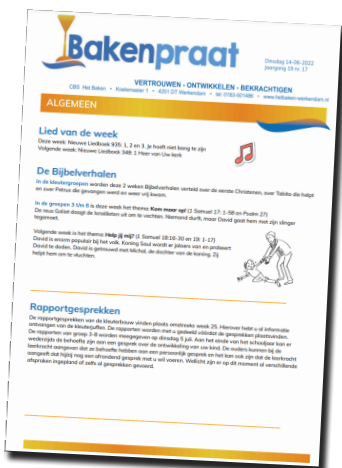 Bakenpraat
Dinsdag 14-06-2022
Jaargang 19 nr. 17
VERTROUWEN - ONTWIKKELEN - BEKRACHTIGEN
CBS Het Baken • Koekersezoer 1 • 4251 DT Werkendam • tel: 0183-501486 • www.hetbaken-werkendam.nl
ALGEMEEN
Lied van de week
Deze week: Nieuwe Liedboek 935: 1, 2 en 3. Je hoeft niet bang te zijn
Volgende week: Nieuwe Liedboek 348: 1 Heer van Uw kerk
De Bijbelverhalen
In de kleutergroepen worden deze 2 weken Bijbelverhalen verteld over de eerste Christenen, over Tabita die helpt
en over Petrus die gevangen werd en weer vrij kwam.
In de groepen 3 t/m 8 is deze week het thema: Kom maar op! (1 Samuel 17: 1-58 en Psalm 27)
De reus Goliat daagt de Israëlieten uit om te vechten. Niemand durft, maar David gaat hem met zijn slinger
tegemoet.
Volgende week is het thema: Help jij mij? (1 Samuel 18:16-30 en 19: 1-17)
David is enorm populair bij het volk. Koning Saul wordt er jaloers van en probeert
David te doden. David is getrouwd met Michal, de dochter van de koning. Zij
helpt hem om te vluchten.
Rapportgesprekken
De rapportgesprekken van de kleuterbouw vinden plaats omstreeks week 25. Hierover hebt u al informatie
ontvangen van de kleuterjuffen. De rapporten worden met u gedeeld vóórdat de gesprekken plaatsvinden.
De rapporten van groep 3-8 worden meegegeven op dinsdag 5 juli. Aan het einde van het schooljaar kan er
wederzijds de behoefte zijn aan een gesprek over de ontwikkeling van uw kind. De ouders kunnen bij de
leerkracht aangeven dat ze behoefte hebben aan een persoonlijk gesprek en het kan ook zijn dat de leerkracht
aangeeft dat hij/zij nog een afrondend gesprek met u wil voeren. Wellicht zijn er op dit moment al verschillende
afspraken ingepland of zelfs al gesprekken gevoerd.